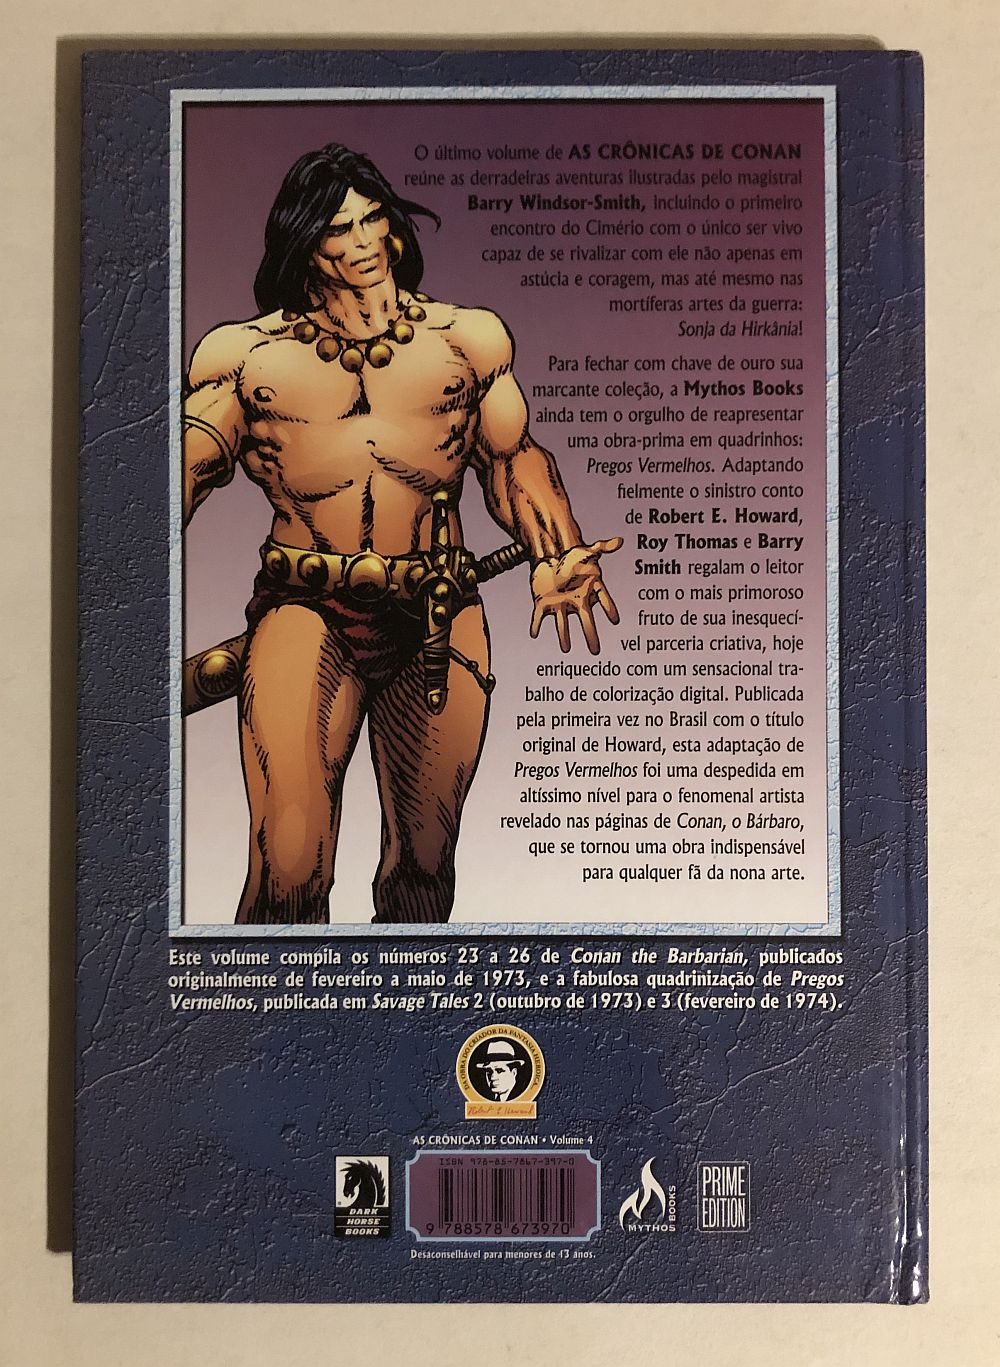 O último volume de AS CRÔNICAS DE CONAN
reúne as derradeiras aventuras ilustradas pelo magistral
Barry Windsor-Smith, incluindo o primeiro
encontro do Cimério com o único ser vivo
capaz de se rivalizar com ele não apenas em
astúcia e coragem, mas até mesmo nas
mortíferas artes da guerra:
Sonja da Hirkânia!
Para fechar com chave de ouro sua
marcante coleção, a Mythos Books
ainda tem o orgulho de reapresentar
uma obra-prima em quadrinhos:
Pregos Vermelhos. Adaptando
fielmente o sinistro conto
de Robert E. Howard,
Roy Thomas e Barry
Smith regalam o leitor
com o mais primoroso
fruto de sua inesquecí-
vel parceria criativa, hoje
enriquecido com um sensacional tra-
balho de colorização digital. Publicada
pela primeira vez no Brasil com o título
original de Howard, esta adaptação de
Pregos Vermelhos foi uma despedida em
altíssimo nível para o fenomenal artista
revelado nas páginas de Conan, o Bárbaro,
que se tornou uma obra indispensável
para qualquer fã da nona arte.
Este volume compila os números 23 a 26 de Conan the Barbarian, publicados
originalmente de fevereiro a maio de 1973, e a fabulosa quadrinização de Pregos
Vermelhos, publicada em Savage Tales 2 (outubro de 1973) e 3 (fevereiro de 1974).
DA OBRA DO CRIADOR DA FANTASIA HEROICA
Robert E. Howard
AS CRÔNICAS DE CONAN • Volume 4
ISBN 978-85-7867-397-0
9 788578 673970
DARK
HORSE
BOOKS
MYTHOS
BOOKS
PRIME
EDITION
Desaconselhável para menores de 13 anos.